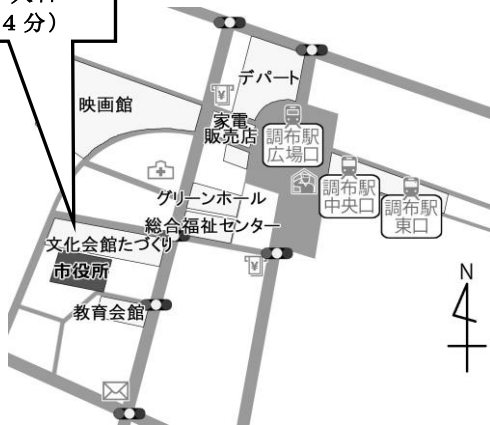 4分）
デパート
映画館
家電
販売店
調布駅
広場口
調布駅
中央口
調布駅
東口
グリーンホール
総合福祉センター
文化会館たづくり
市役所
教育会館
N
¥
¥